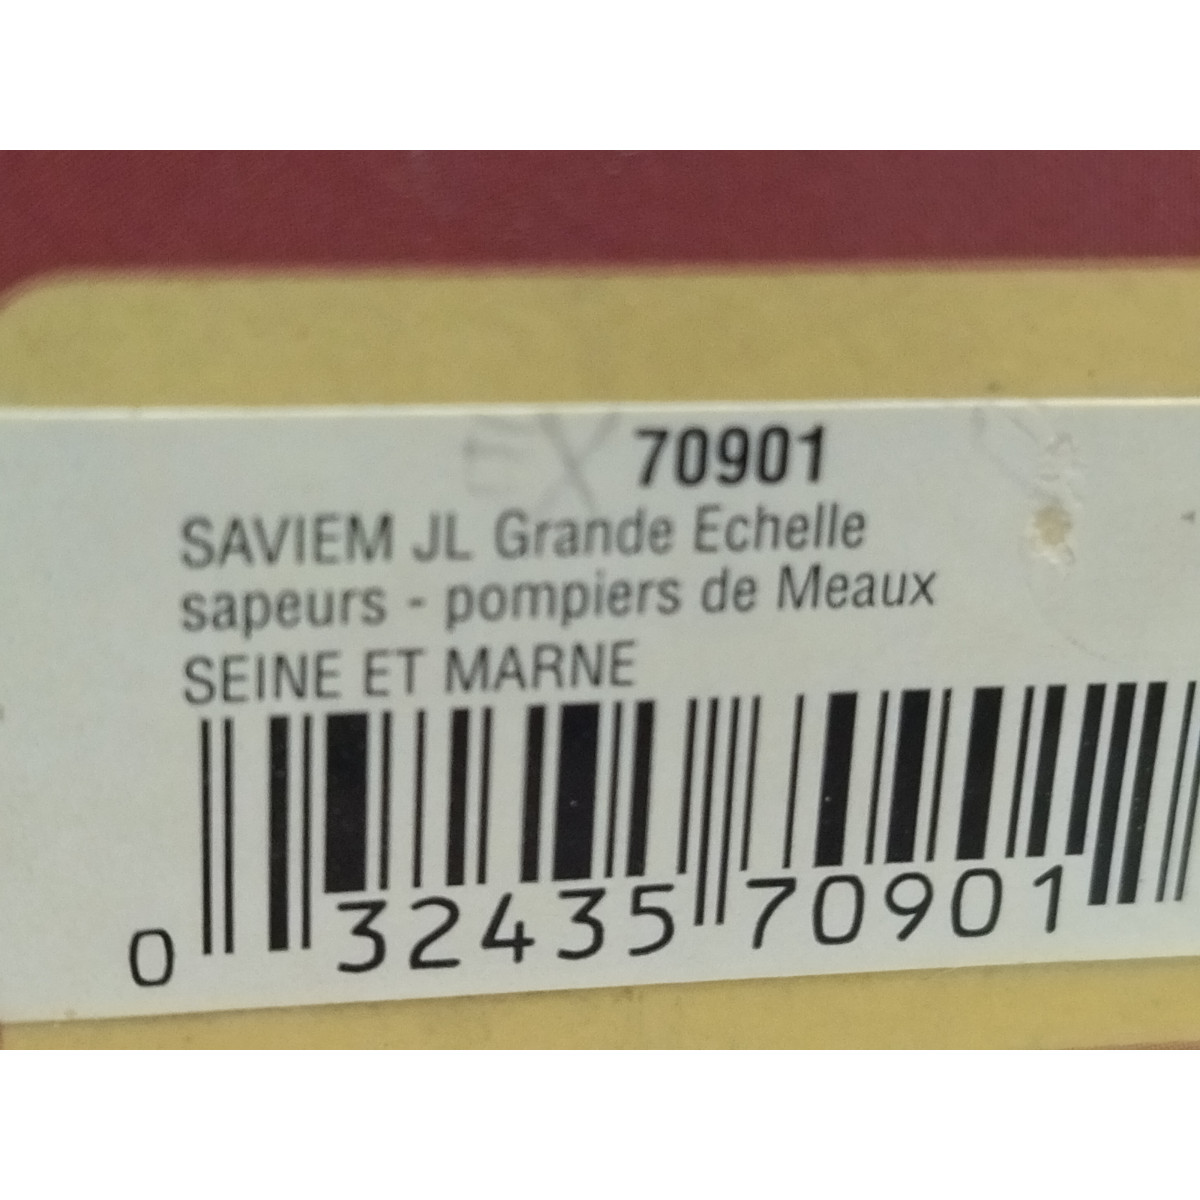 70901
SAVIEM JL Grande Echelle
sapeurs - pompiers de Meaux
SEINE ET MARNE
0 32435 70901